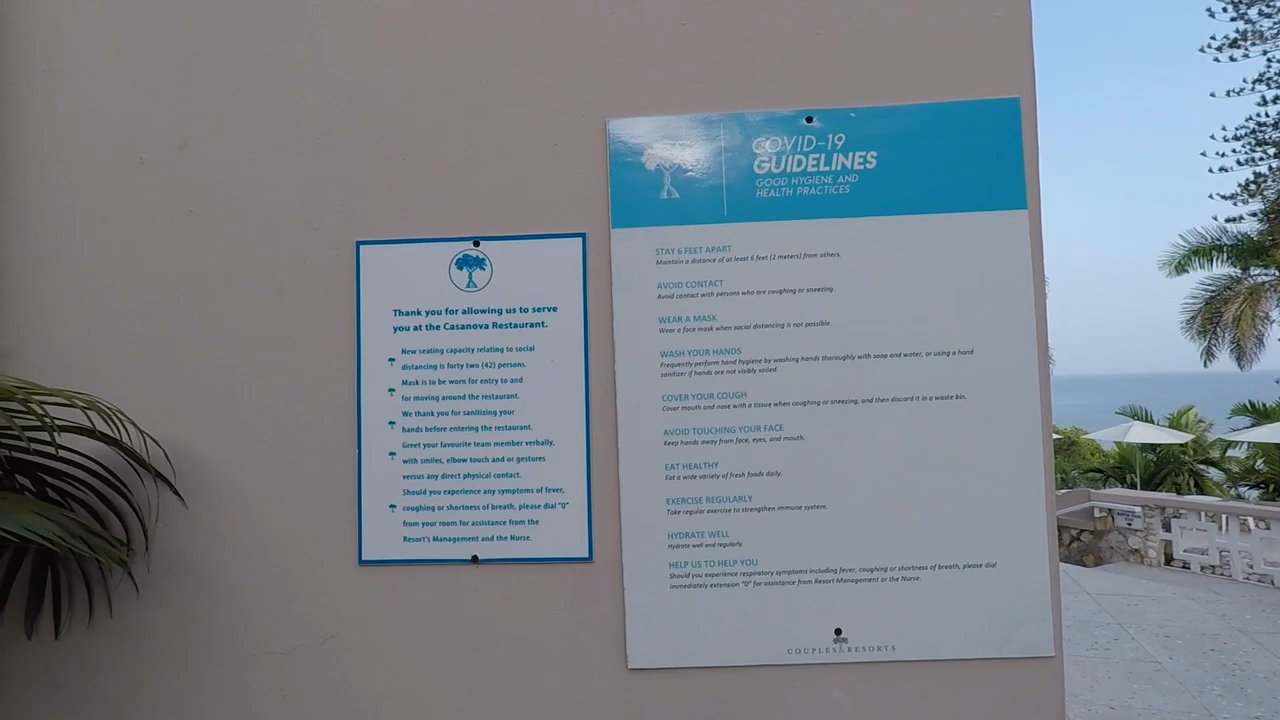 Thank you for allowing us to serve
you at the Casanova Restaurant.
New seating capacity relating to social
distancing is forty two (42) persons.
Mask is to be worn for entry to and
for moving around the restaurant.
We thank you for sanitizing your
hands before entering the restaurant.
Greet your favourite team member verbally,
with smiles, elbow touch and or gestures
versus any direct physical contact.
Should you experience any symptoms of fever,
coughing or shortness of breath, please dial "0"
from your room for assistance from the
Resort's Management and the Nurse.
COVID-19
GUIDELINES
GOOD HYGIENE AND
HEALTH PRACTICES
STAY 6 FEET APART
Maintain a distance of at least 6 feet (2 meters) from others.
AVOID CONTACT
Avoid contact with persons who are coughing or sneezing.
WEAR A MASK
Wear a face mask when social distancing is not possible.
WASH YOUR HANDS
Frequently perform hand hygiene by washing hands thoroughly with soap and water, or using a hand
sanitizer if hands are not visibly soiled.
COVER YOUR COUGH
Cover mouth and nose with a tissue when coughing or sneezing, and then discard it in a waste bin.
AVOID TOUCHING YOUR FACE
Keep hands away from face, eyes, and mouth.
EAT HEALTHY
Eat a wide variety of fresh foods daily.
EXERCISE REGULARLY
Take regular exercise to strengthen immune system.
HYDRATE WELL
Hydrate well and regularly.
HELP US TO HELP YOU
Should you experience respiratory symptoms including fever, coughing or shortness of breath, please dial
immediately extension "0" for assistance from Resort Management or the Nurse.
COUPLES RESORTS